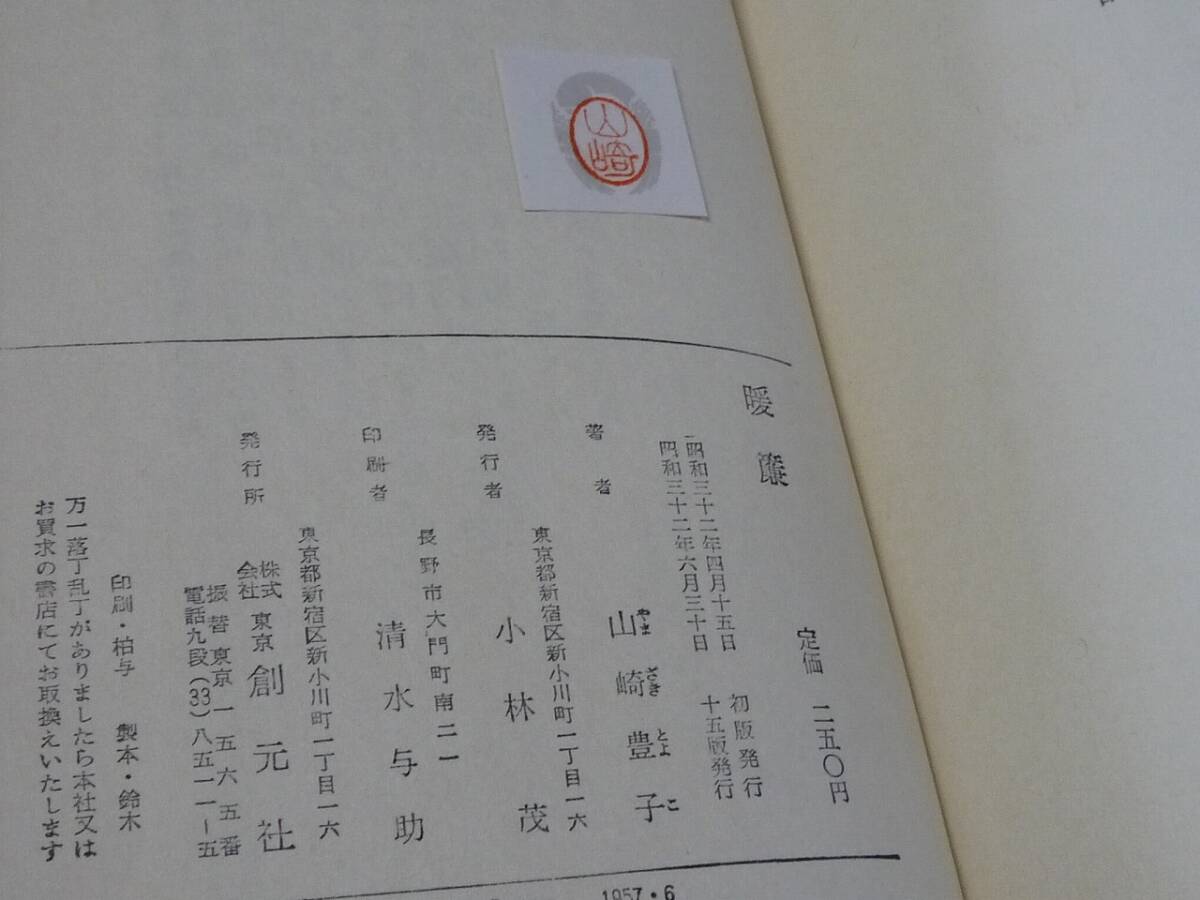 山崎
暖簾
定価 二五〇円
昭和三十二年四月十五日 初版発行
昭和三十二年六月三十日 十五版発行
著者 山崎豊子
やまさきとよこ
東京都新宿区新小川町一丁目一六
発行者 小林茂
長野市大門町南二一
印刷者 清水与助
東京都新宿区新小川町一丁目一六
発行所 株式会社 東京創元社
振替東京一五六五番
電話九段(33)八五一一―五
印刷・柏与 製本・鈴木
万一落丁乱丁がありましたら本社又は
お買求の書店にてお取換えいたします
1957・6